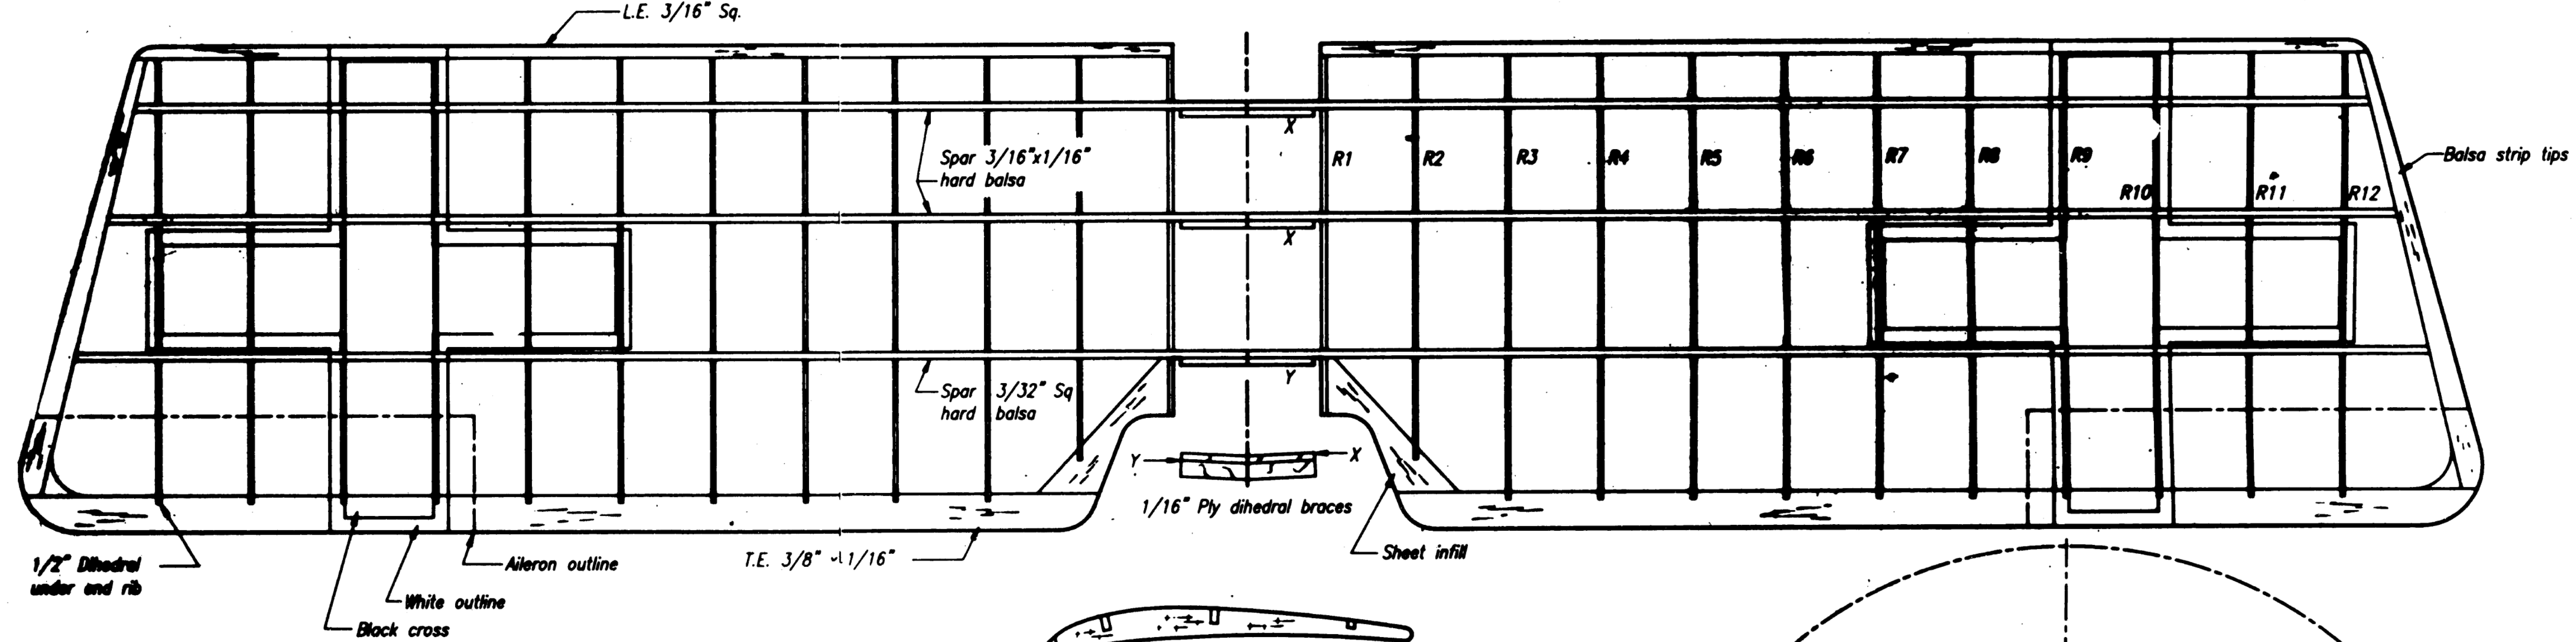 L.E. 3/16" Sq.
Spar 3/16"x1/16"
hard balsa
X
X
R1
R2
R3
R4
R5
R6
R7
R8
R9
R10
R11
R12
Balsa strip tips
Spar 3/32" Sq
hard balsa
Y
Y
X
1/16" Ply dihedral braces
Sheet infill
1/2" Dihedral
under end rib
Aileron outline
T.E. 3/8" 1/16"
White outline
Black cross